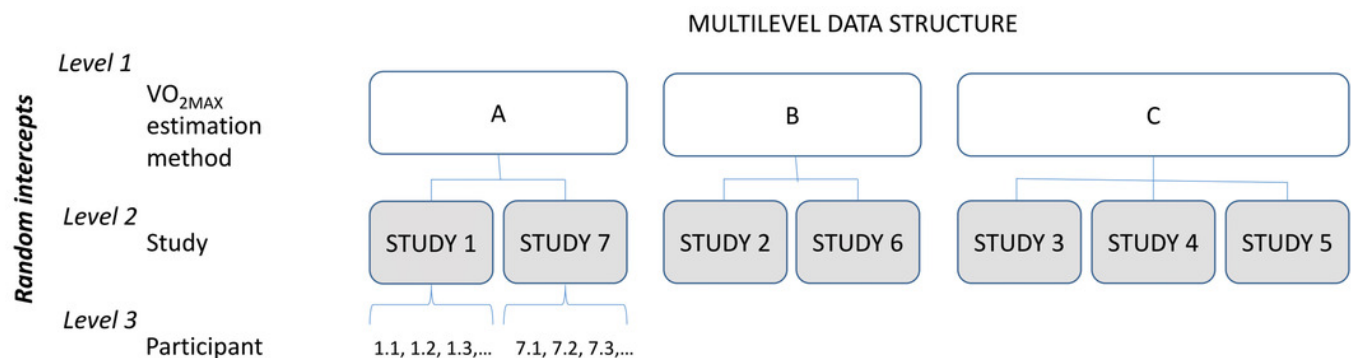 MULTILEVEL DATA STRUCTURE
Random intercepts
Level 1
VO2MAX
estimation
method
A
B
C
Level 2
Study
STUDY 1
STUDY 7
STUDY 2
STUDY 6
STUDY 3
STUDY 4
STUDY 5
Level 3
Participant
1.1, 1.2, 1.3,...
7.1, 7.2, 7.3,...